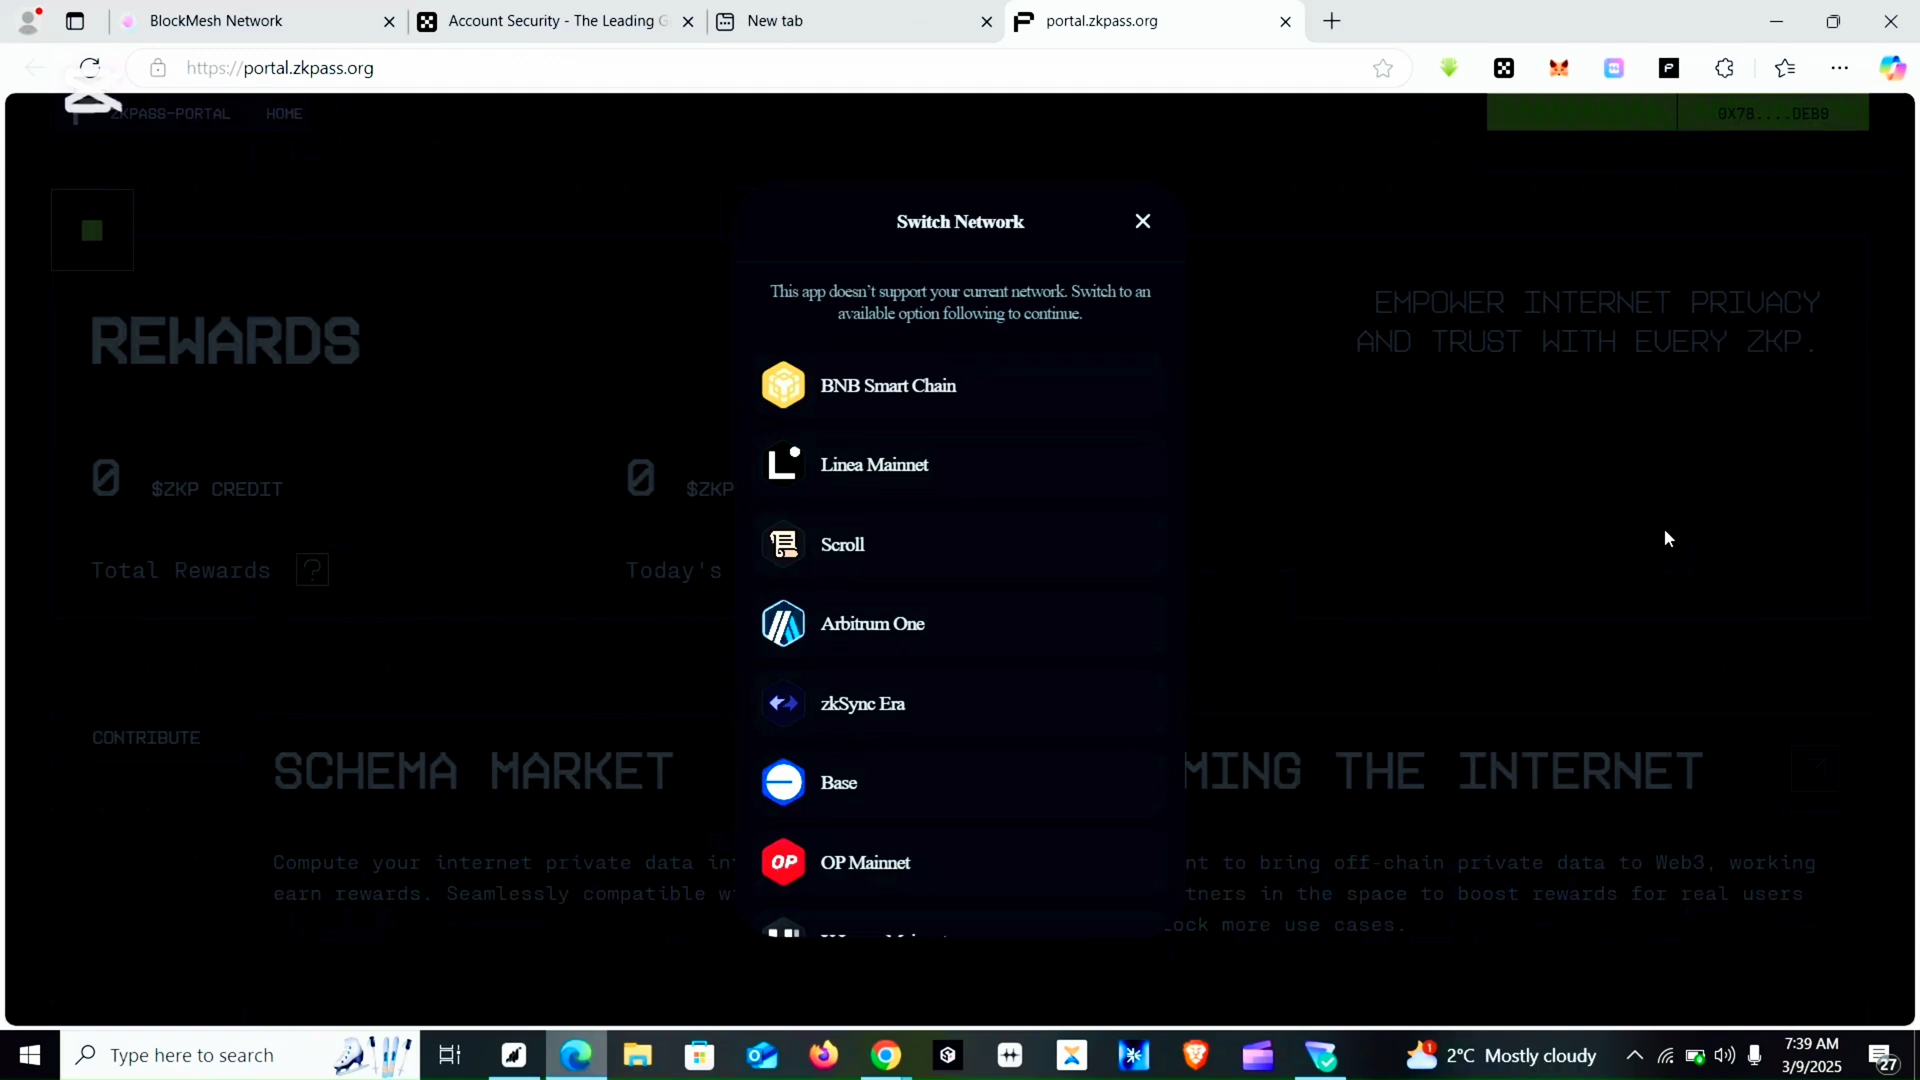 BlockMesh Network
Account Security - The Leading G
New tab
portal.zkpass.org
https://portal.zkpass.org
ZKPASS-PORTAL
HOME
0X78....DEB9
Switch Network
This app doesn't support your current network. Switch to an
available option following to continue.
REWARDS
EMPOWER INTERNET PRIVACY
AND TRUST WITH EVERY ZKP.
BNB Smart Chain
Linea Mainnet
0 $ZKP CREDIT
0 $ZKP
Scroll
Total Rewards ?
Today's
Arbitrum One
zkSync Era
CONTRIBUTE
SCHEMA MARKET
MING THE INTERNET
Base
OP Mainnet
OP
Compute your internet private data in
nt to bring off-chain private data to Web3, working
earn rewards. Seamlessly compatible w
tners in the space to boost rewards for real users
ock more use cases.
Type here to search
1
2°C Mostly cloudy
7:39 AM
3/9/2025
27